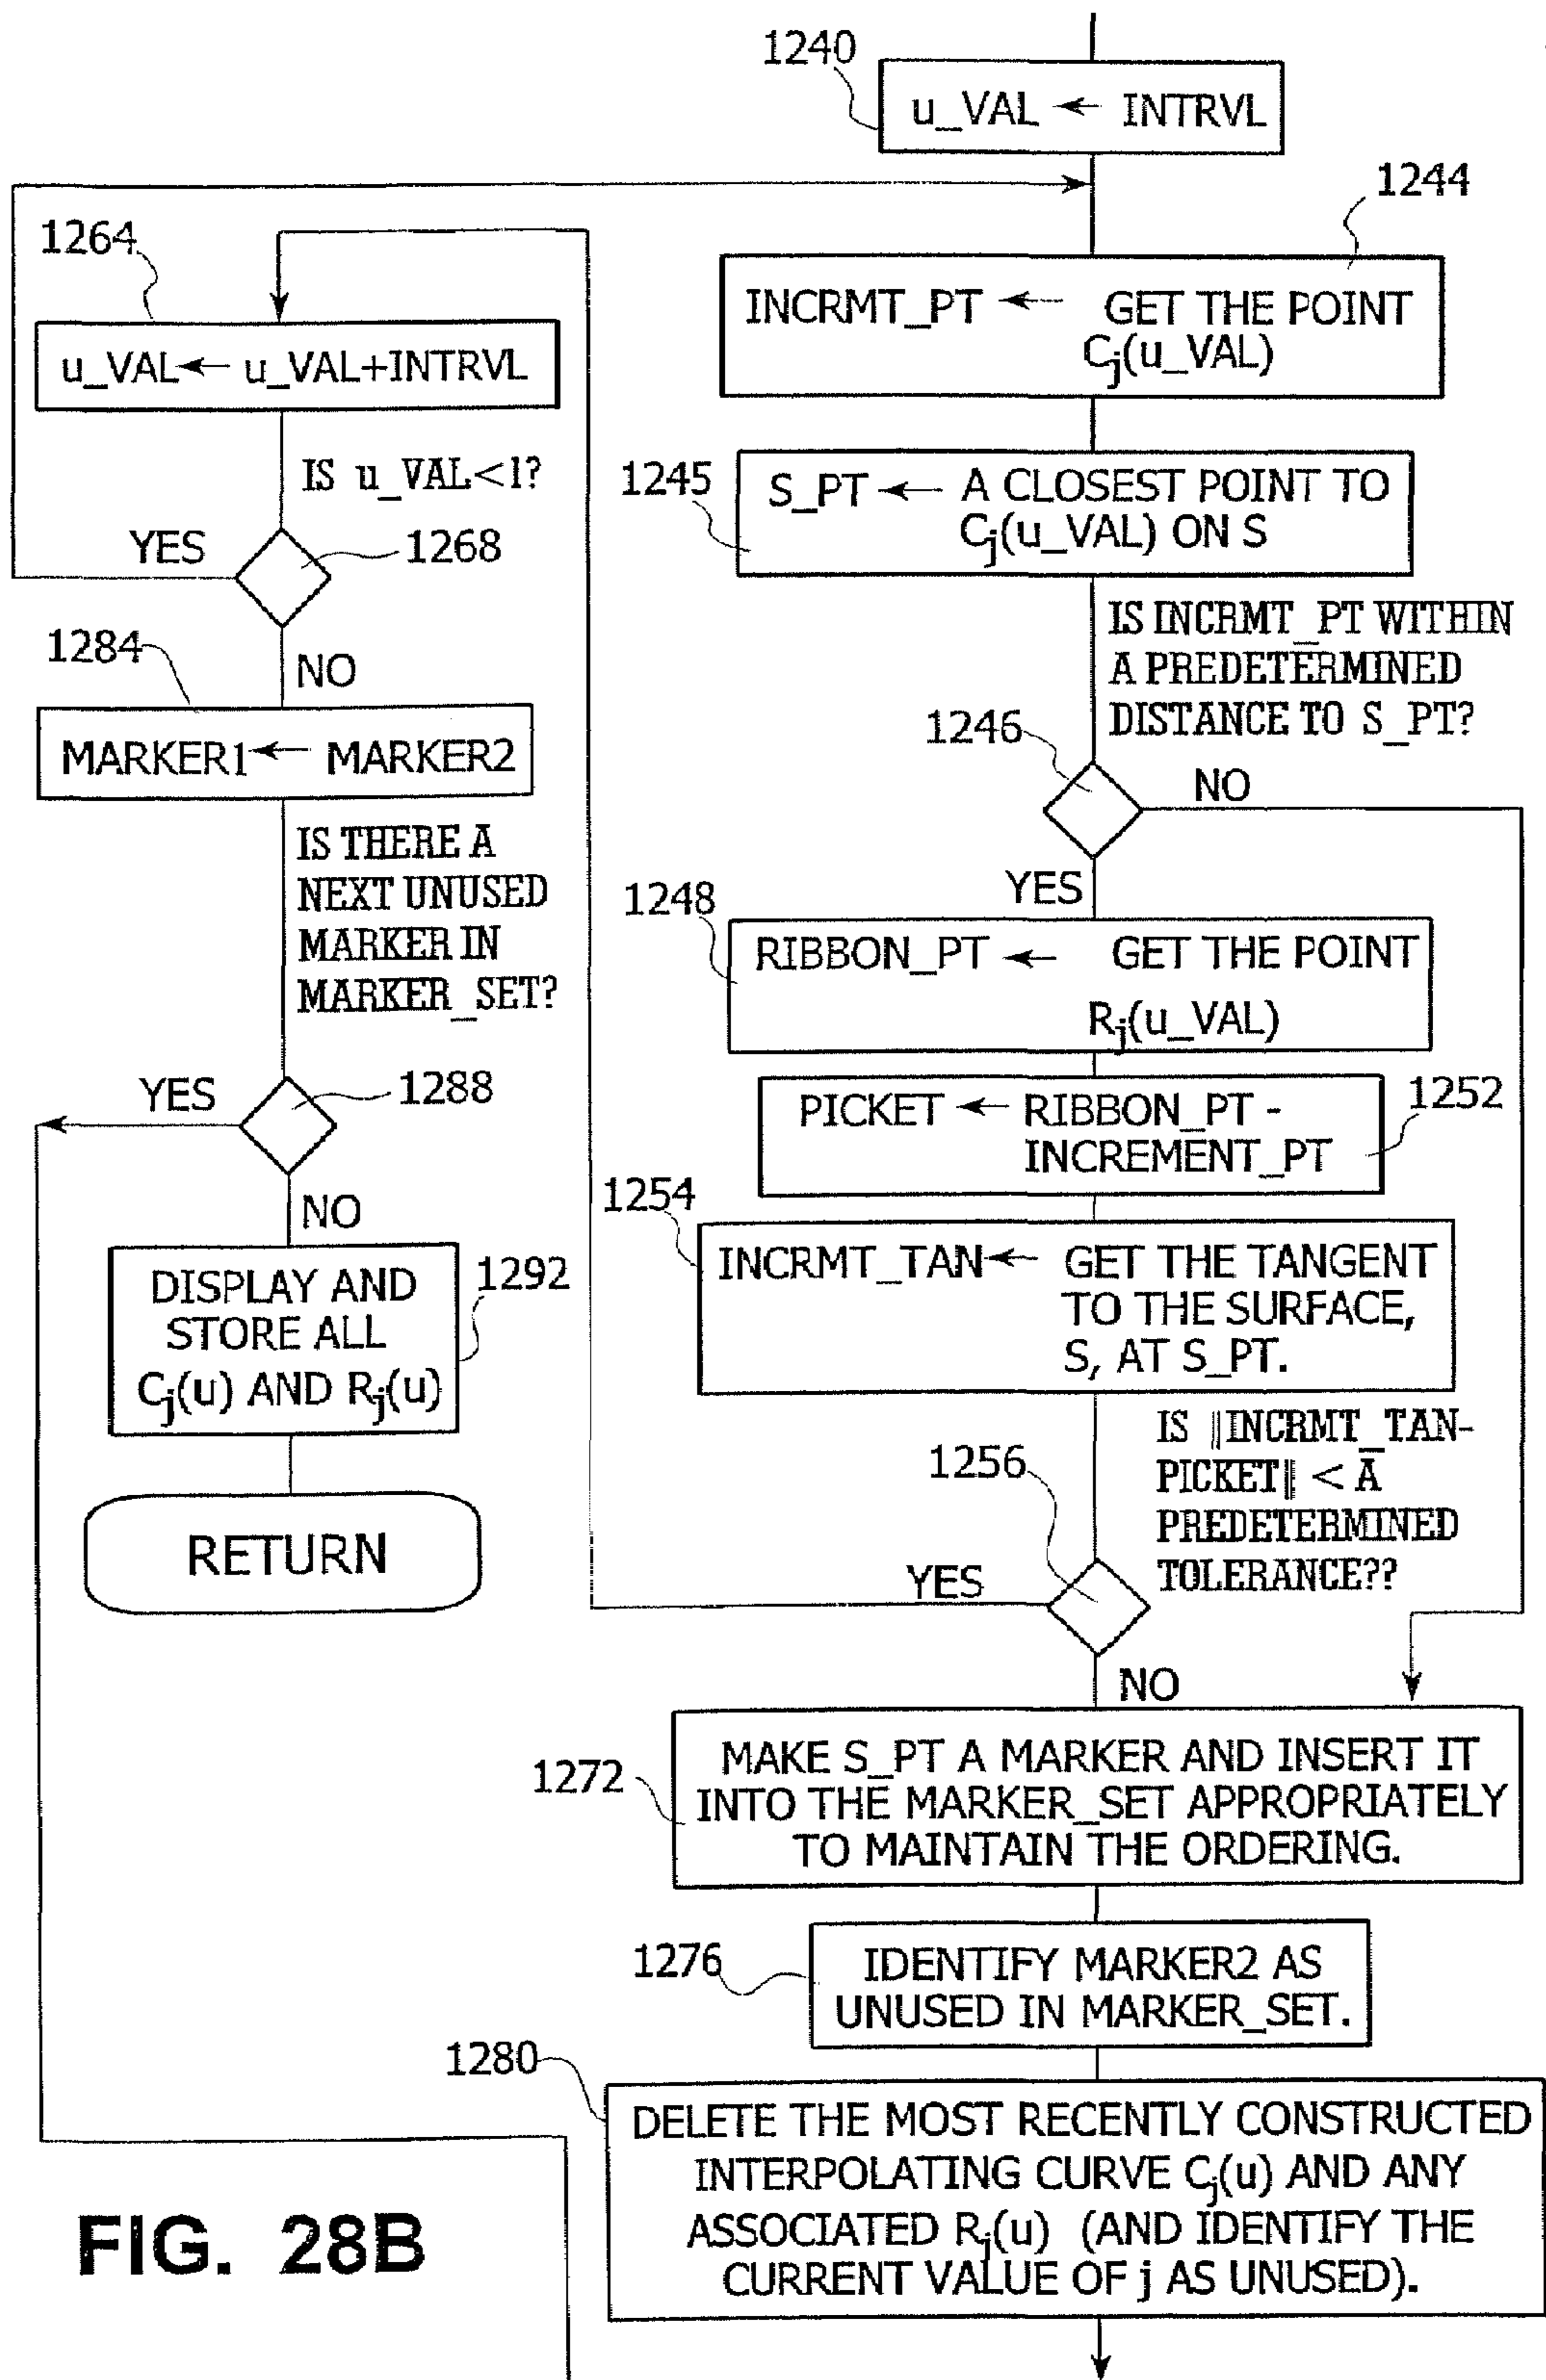 1240
u_VAL ← INTRVL
1244
INCRMT_PT ← GET THE POINT
Cj(u_VAL)
1245
S_PT ← A CLOSEST POINT TO
Cj(u_VAL) ON S
IS INCRMT_PT WITHIN
A PREDETERMINED
DISTANCE TO S_PT?
1246
NO
YES
1248
RIBBON_PT ← GET THE POINT
Rj(u_VAL)
PICKET ← RIBBON_PT -
INCREMENT_PT
1252
1254
INCRMT_TAN ← GET THE TANGENT
TO THE SURFACE,
S, AT S_PT.
IS ||INCRMT_TAN-
PICKET|| < A
PREDETERMINED
TOLERANCE??
1256
YES
NO
1272
MAKE S_PT A MARKER AND INSERT IT
INTO THE MARKER_SET APPROPRIATELY
TO MAINTAIN THE ORDERING.
1276
IDENTIFY MARKER2 AS
UNUSED IN MARKER_SET.
1280
DELETE THE MOST RECENTLY CONSTRUCTED
INTERPOLATING CURVE Cj(u) AND ANY
ASSOCIATED Rj(u) (AND IDENTIFY THE
CURRENT VALUE OF j AS UNUSED).
1264
u_VAL ← u_VAL+INTRVL
IS u_VAL<1?
YES
1268
NO
1284
MARKER1 ← MARKER2
IS THERE A
NEXT UNUSED
MARKER IN
MARKER_SET?
YES
1288
NO
DISPLAY AND
STORE ALL
Cj(u) AND Rj(u)
1292
RETURN
FIG. 28B